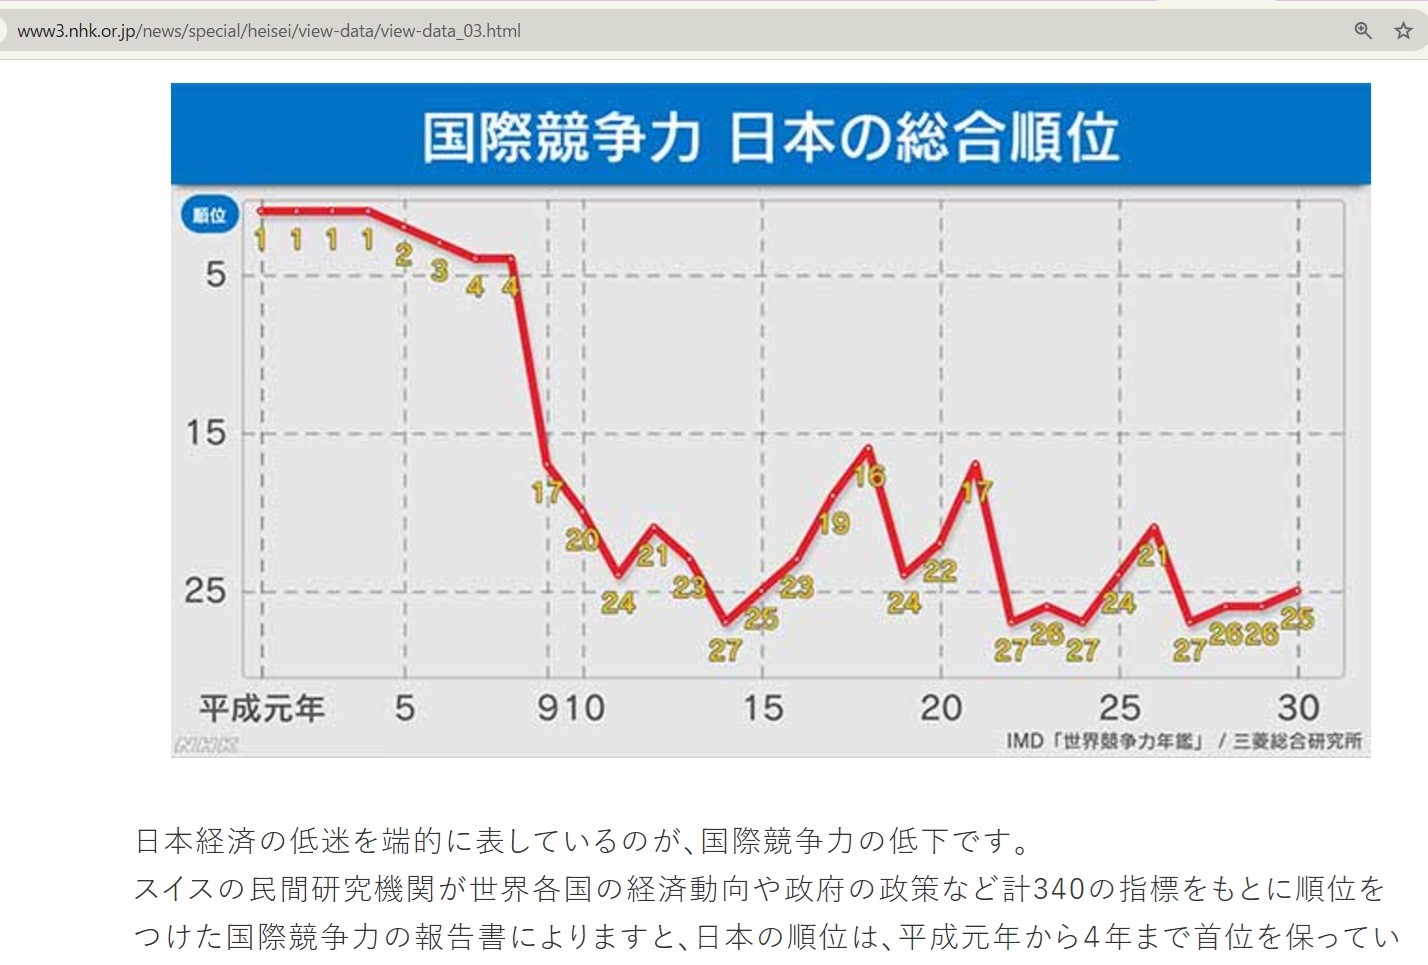 www3.nhk.or.jp/news/special/heisei/view-data/view-data_03.html
国際競争力 日本の総合順位
順位
1 1 1 1 2 3 4 4
5
15
17 20 24 21 23 27 25 23 19 16 24 22 17 27 26 27 24 21 27 26 26 25
25
平成元年 5 9 10 15 20 25 30
NHK
IMD「世界競争力年鑑」 / 三菱総合研究所
日本経済の低迷を端的に表しているのが、国際競争力の低下です。
スイスの民間研究機関が世界各国の経済動向や政府の政策など計340の指標をもとに順位を
つけた国際競争力の報告書によりますと、日本の順位は、平成元年から4年まで首位を保ってい